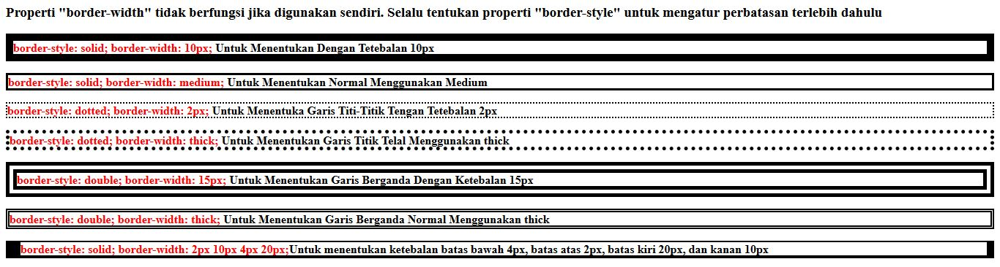 Properti "border-width" tidak berfungsi jika digunakan sendiri. Selalu tentukan properti "border-style" untuk mengatur perbatasan terlebih dahulu
border-style: solid; border-width: 10px; Untuk Menentukan Dengan Tetebalan 10px
border-style: solid; border-width: medium; Untuk Menentukan Normal Menggunakan Medium
border-style: dotted; border-width: 2px; Untuk Menentuka Garis Titi-Titik Tengan Tetebalan 2px
border-style: dotted; border-width: thick; Untuk Menentukan Garis Titik Telal Menggunakan thick
border-style: double; border-width: 15px; Untuk Menentukan Garis Berganda Dengan Ketebalan 15px
border-style: double; border-width: thick; Untuk Menentukan Garis Berganda Normal Menggunakan thick
border-style: solid; border-width: 2px 10px 4px 20px;Untuk menentukan ketebalan batas bawah 4px, batas atas 2px, batas kiri 20px, dan kanan 10px